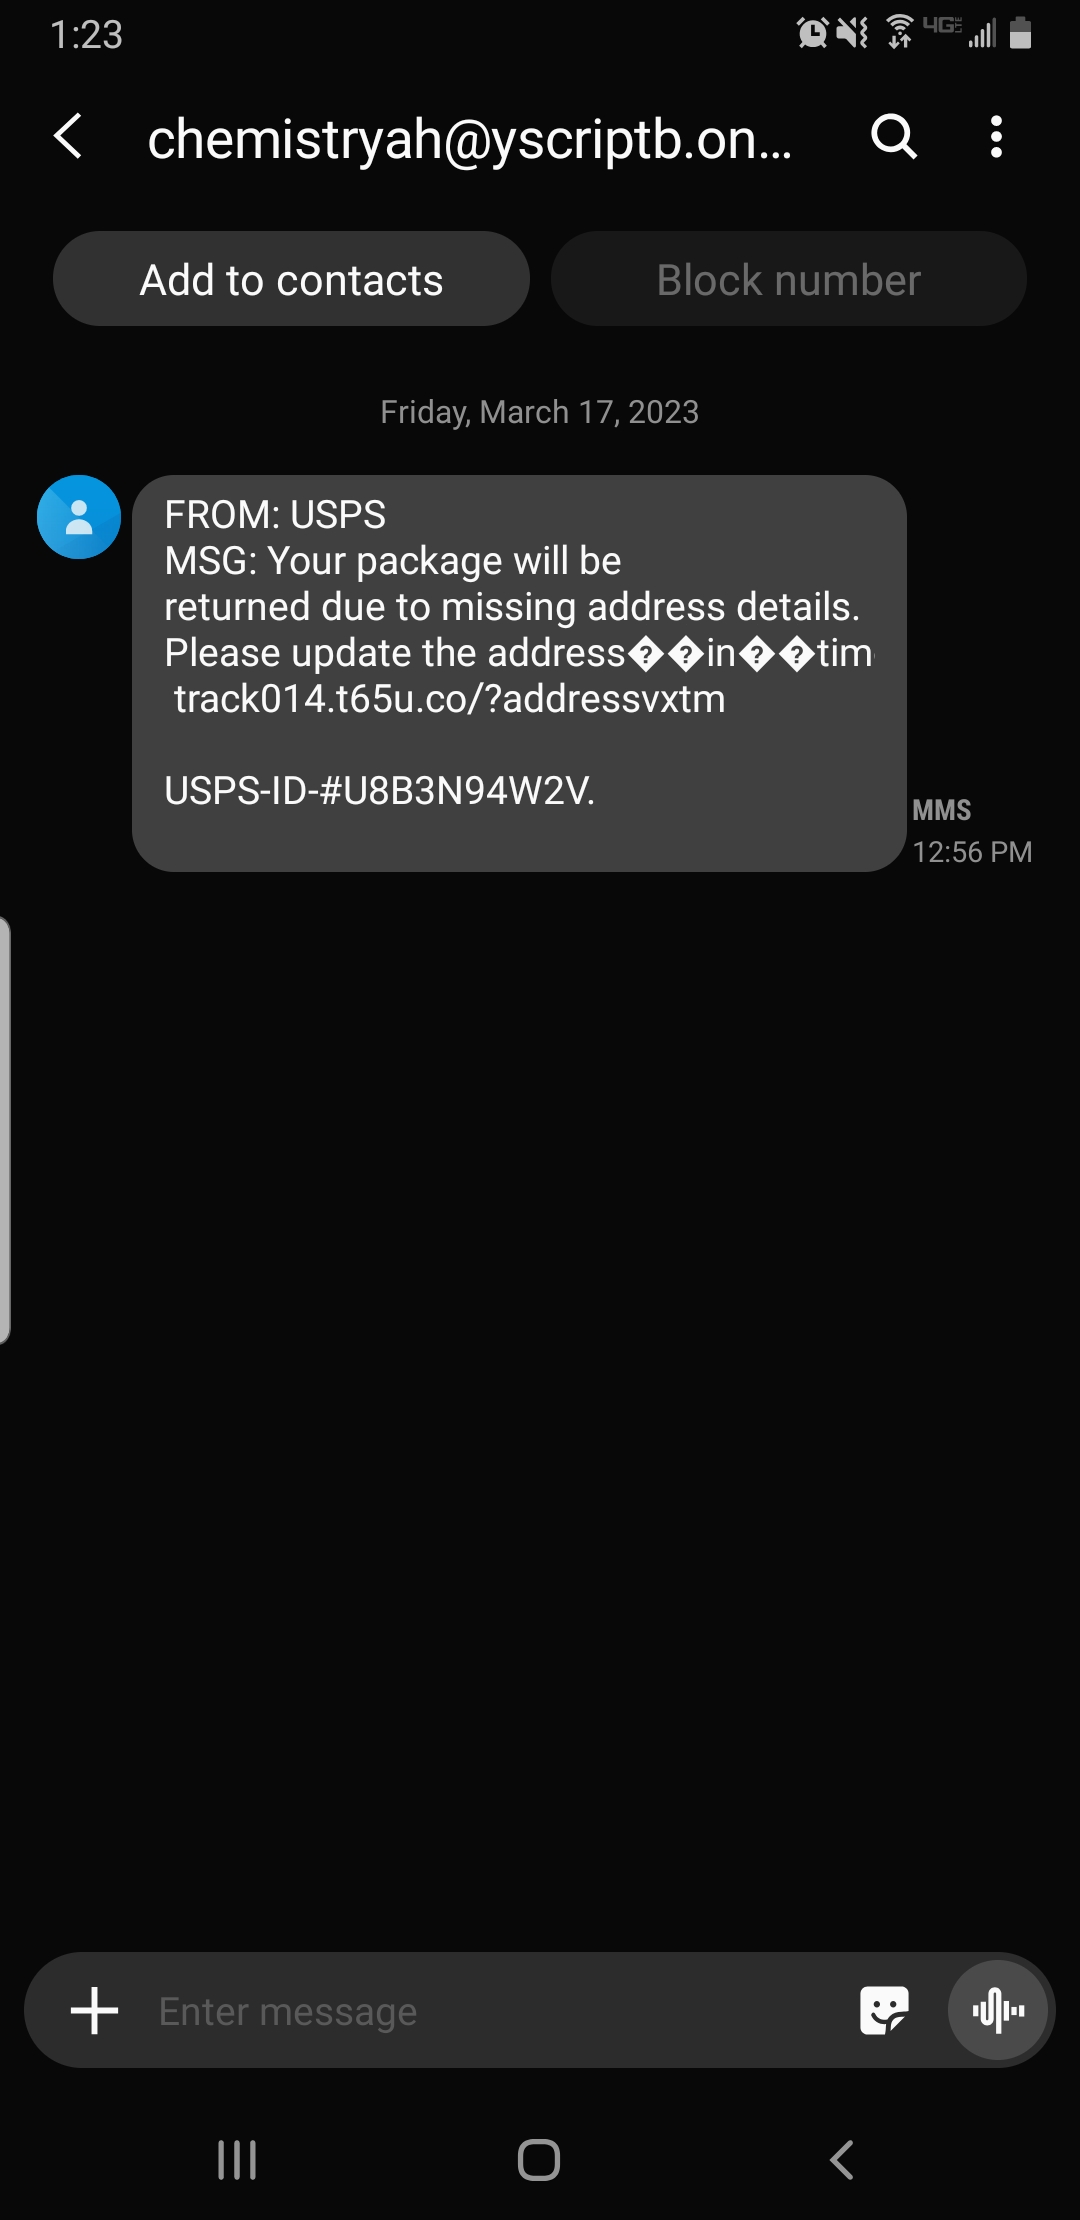 1:23
4G LTE
chemistryah@yscriptb.on...
Add to contacts
Block number
Friday, March 17, 2023
FROM: USPS
MSG: Your package will be
returned due to missing address details.
Please update the address��in��tim
track014.t65u.co/?addressvxtm
USPS-ID-#U8B3N94W2V.
MMS
12:56 PM
Enter message